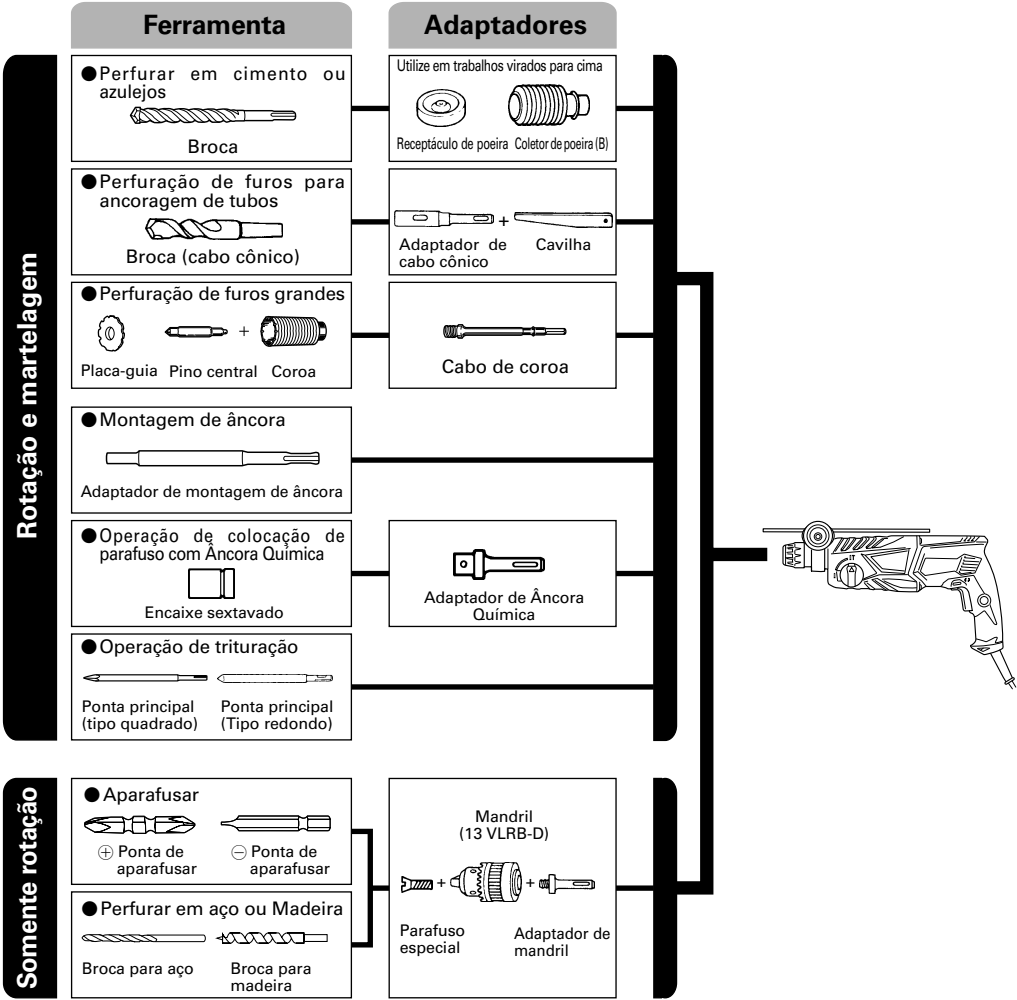 Ferramenta
Adaptadores
Rotação e martelagem
●Perfurar em cimento ou
azulejos
Broca
Utilize em trabalhos virados para cima
Receptáculo de poeira
Coletor de poeira (B)
●Perfuração de furos para
ancoragem de tubos
Broca (cabo cônico)
+
Adaptador de
cabo cônico
Cavilha
●Perfuração de furos grandes
+
Placa-guia
Pino central
Coroa
Cabo de coroa
●Montagem de âncora
Adaptador de montagem de âncora
●Operação de colocação de
parafuso com Âncora Química
Encaixe sextavado
Adaptador de Âncora
Química
●Operação de trituração
Ponta principal
(tipo quadrado)
Ponta principal
(Tipo redondo)
Somente rotação
●Aparafusar
⊕ Ponta de
aparafusar
⊖ Ponta de
aparafusar
●Perfurar em aço ou Madeira
Broca para aço
Broca para
madeira
Mandril
(13 VLRB-D)
+
+
Parafuso
especial
Adaptador de
mandril